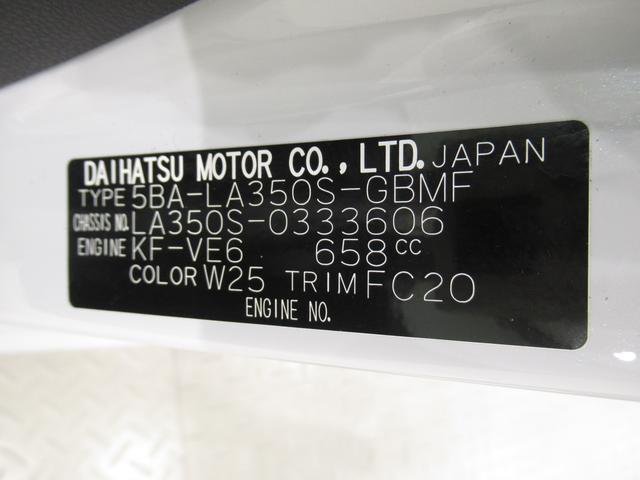 DAIHATSU MOTOR CO., LTD. JAPAN
TYPE 5BA-LA350S-GBMF
CHASSIS NO. LA350S-0333606
ENGINE KF-VE6 658cc
COLOR W25 TRIM FC20
ENGINE NO.